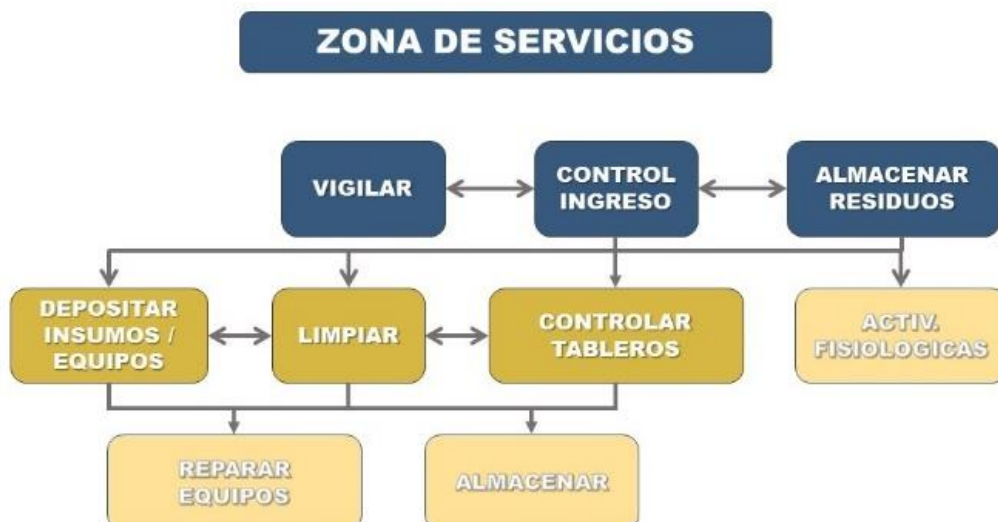 ZONA DE SERVICIOS
VIGILAR
CONTROL
INGRESO
ALMACENAR
RESIDUOS
DEPOSITAR
INSUMOS /
EQUIPOS
LIMPIAR
CONTROLAR
TABLEROS
ACTIV.
FISIOLOGICAS
REPARAR
EQUIPOS
ALMACENAR